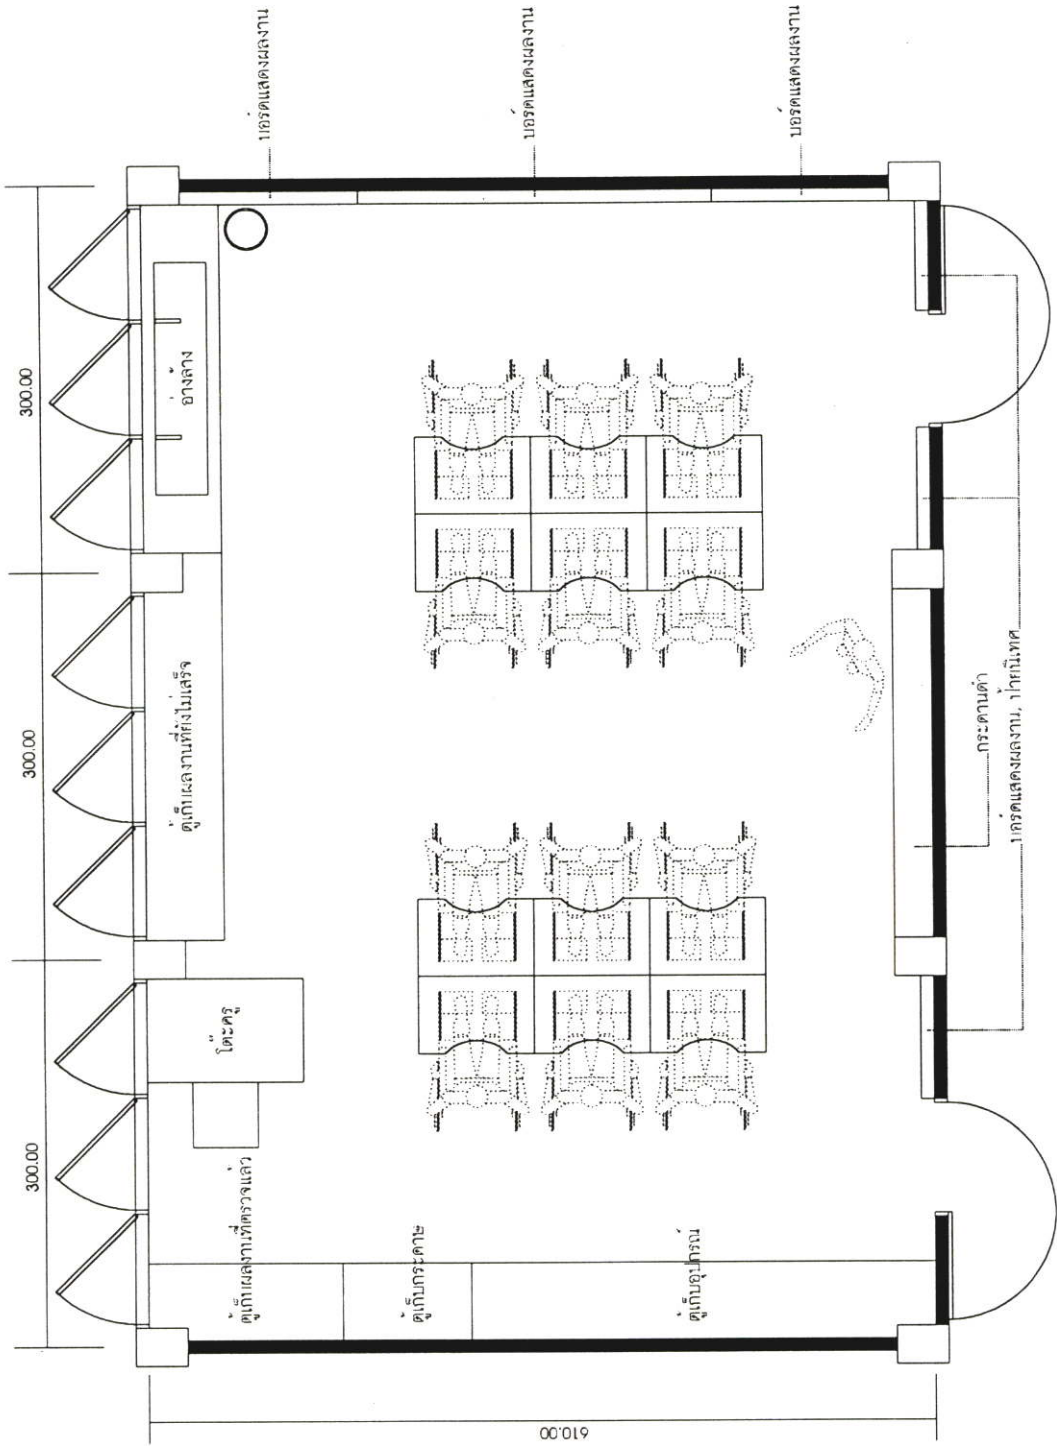 300.00
300.00
300.00
610.00
อ่างล้าง
ตู้เก็บผลงานที่ยังไม่เสร็จ
โต๊ะครู
ตู้เก็บผลงานที่ตรวจแล้ว
ตู้เก็บกระดาษ
ตู้เก็บอุปกรณ์
บอร์ดแสดงผลงาน
บอร์ดแสดงผลงาน
บอร์ดแสดงผลงาน
กระดานดำ
บอร์ดแสดงผลงาน, ป้ายนิเทศ